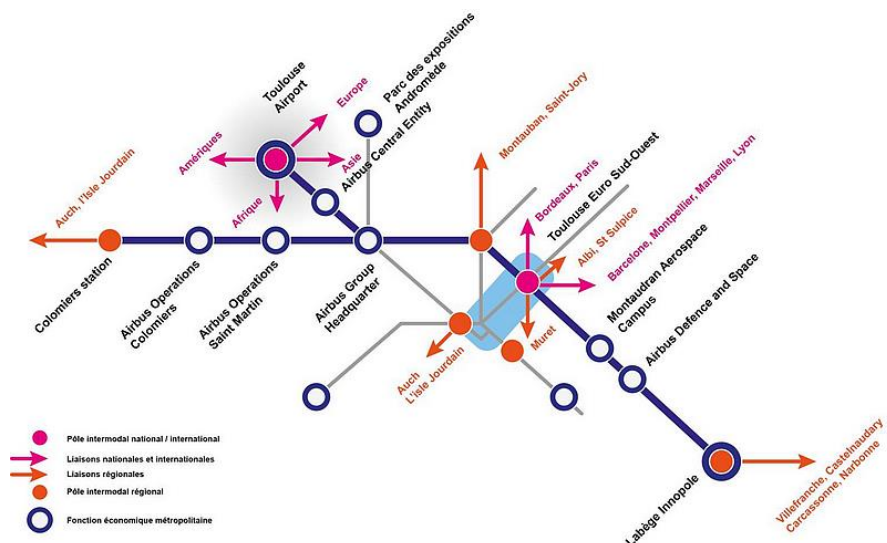 Toulouse
Airport
Parc des expositions
Andromède
Airbus Central Entity
Europe
Amériques
Asie
Afrique
Auch, l'Isle Jourdain
Montauban, Saint-Jory
Bordeaux, Paris
Toulouse Euro Sud-Ouest
Albi, St Sulpice
Barcelone, Montpellier, Marseille, Lyon
Colomiers station
Airbus Operations
Colomiers
Airbus Operations
Saint Martin
Airbus Group
Headquarter
Montaudran Aerospace
Campus
Airbus Defence and Space
Muret
Auch
L'isle Jourdain
Labège Innopole
Villefranche, Castelnaudary
Carcassonne, Narbonne
Pôle intermodal national / international
Liaisons nationales et internationales
Liaisons régionales
Pôle intermodal régional
Fonction économique métropolitaine